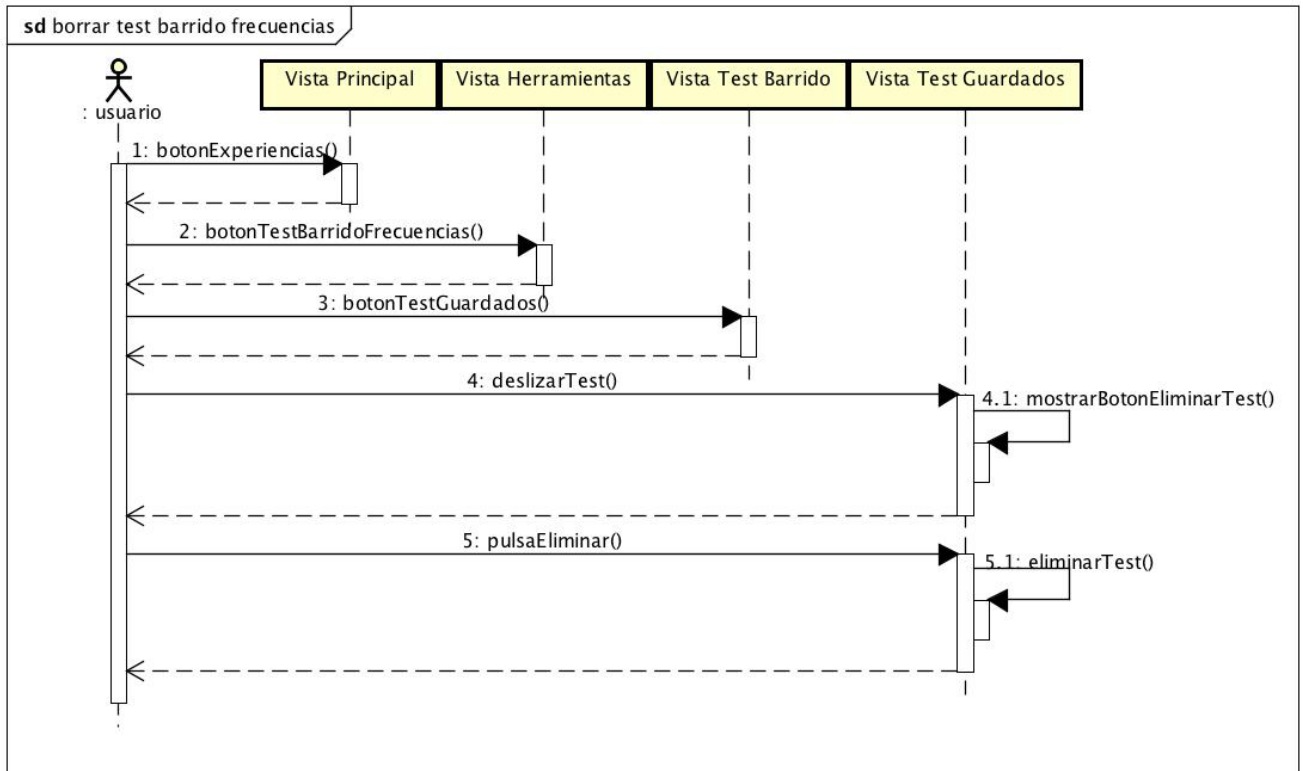 sd borrar test barrido frecuencias
: usuario
Vista Principal
Vista Herramientas
Vista Test Barrido
Vista Test Guardados
1: botonExperiencias()
2: botonTestBarridoFrecuencias()
3: botonTestGuardados()
4: deslizarTest()
4.1: mostrarBotonEliminarTest()
5: pulsaEliminar()
5.1: eliminarTest()